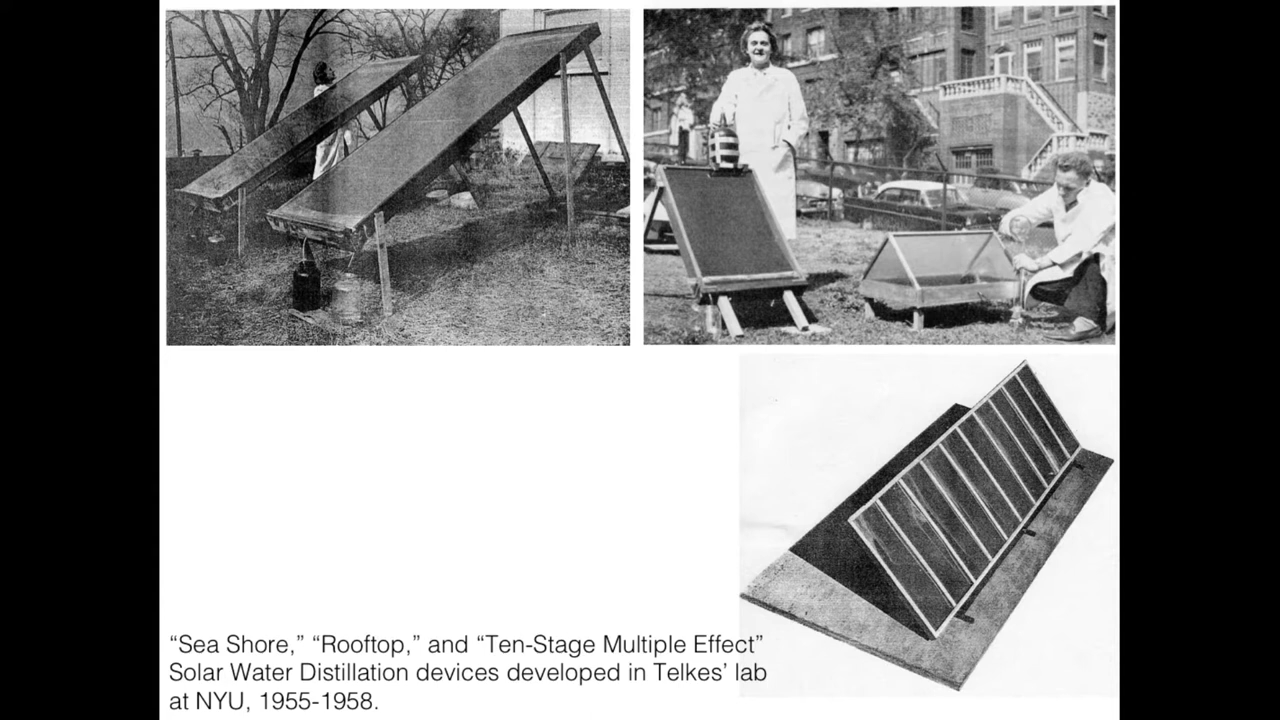 “Sea Shore,” “Rooftop,” and “Ten-Stage Multiple Effect”
Solar Water Distillation devices developed in Telkes’ lab
at NYU, 1955-1958.